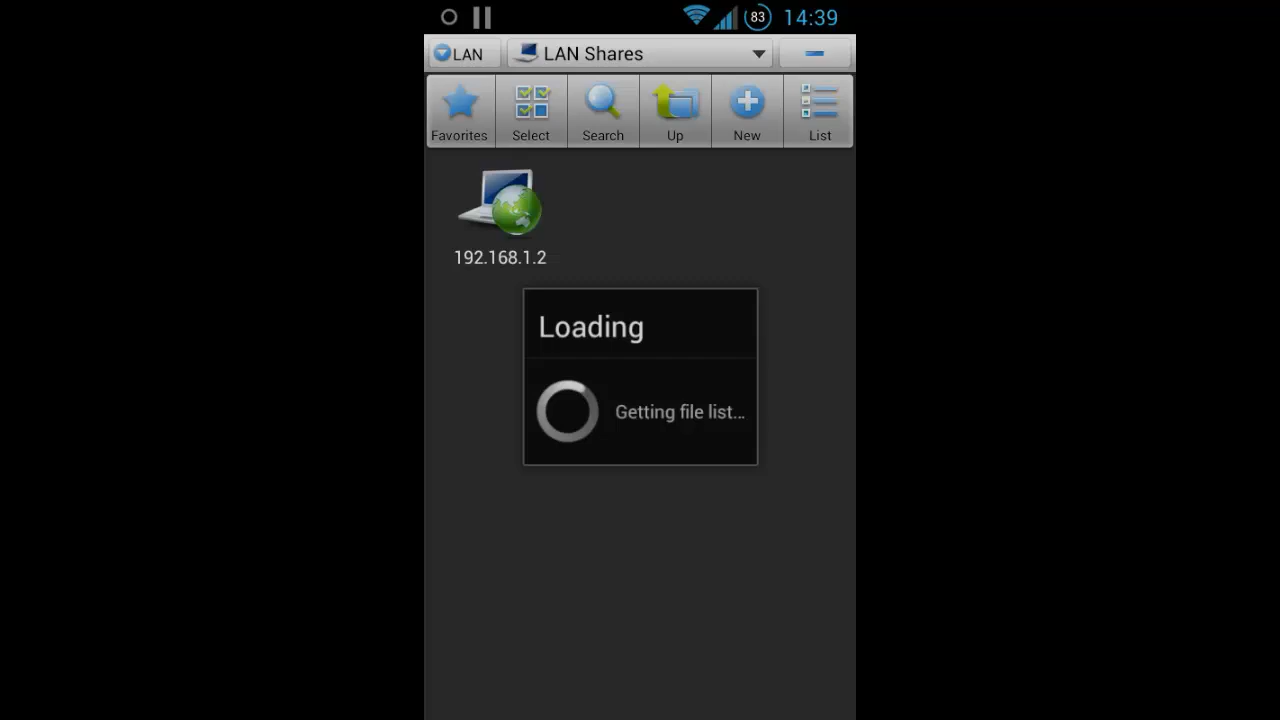 83 14:39
LAN LAN Shares
Favorites Select Search Up New List
192.168.1.2
Loading
Getting file list...